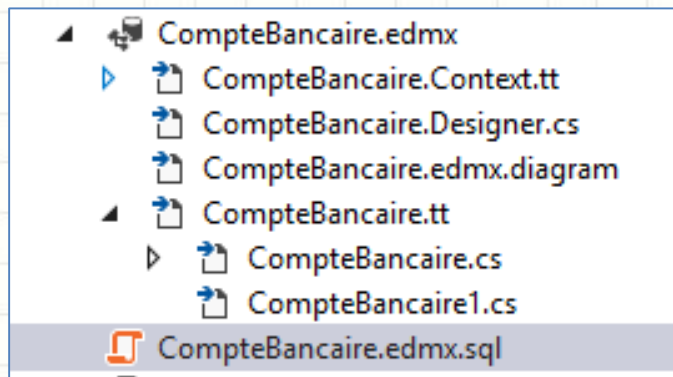 CompteBancaire.edmx
CompteBancaire.Context.tt
CompteBancaire.Designer.cs
CompteBancaire.edmx.diagram
CompteBancaire.tt
CompteBancaire.cs
CompteBancaire1.cs
CompteBancaire.edmx.sql